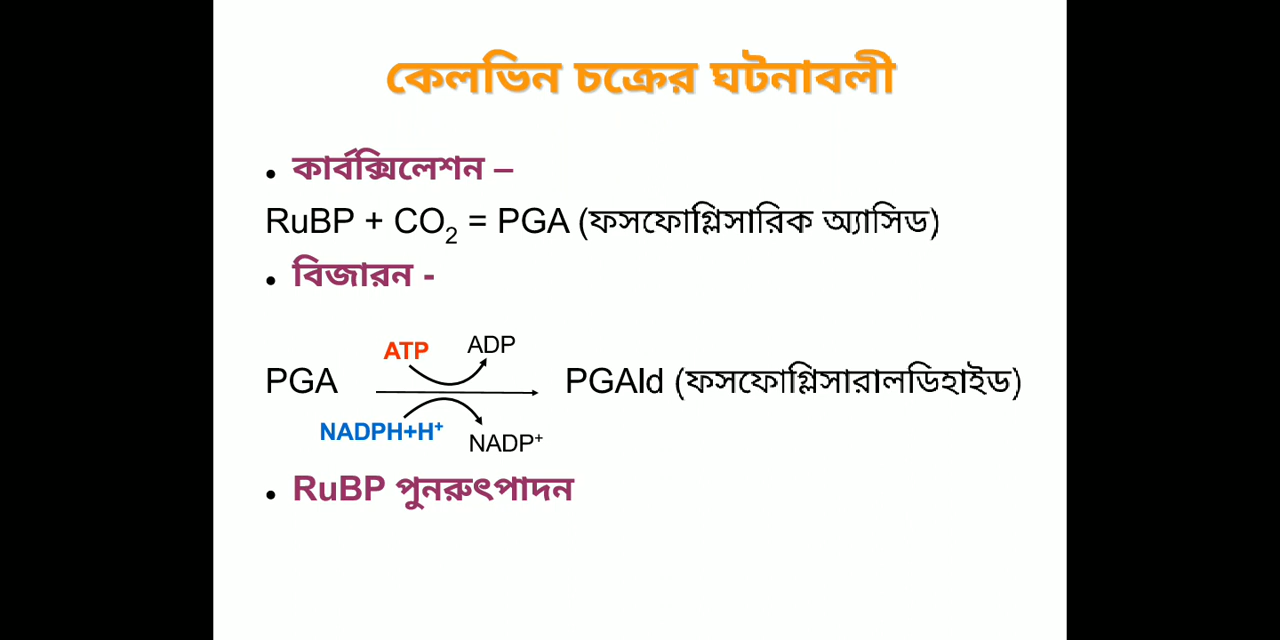 কেলভিন চক্রের ঘটনাবলী
• কার্বক্সিলেশন –
RuBP + CO₂ = PGA (ফসফোগ্লিসারিক অ্যাসিড)
• বিজারন -
ATP ADP
PGA PGAld (ফসফোগ্লিসারালডিহাইড)
NADPH+H⁺ NADP⁺
• RuBP পুনরুৎপাদন